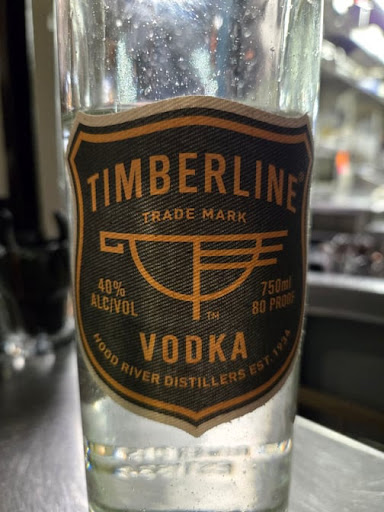 TIMBERLINE®
TRADE MARK
40%
ALC/VOL
750ml
80 PROOF
TM
VODKA
HOOD RIVER DISTILLERS EST. 1934